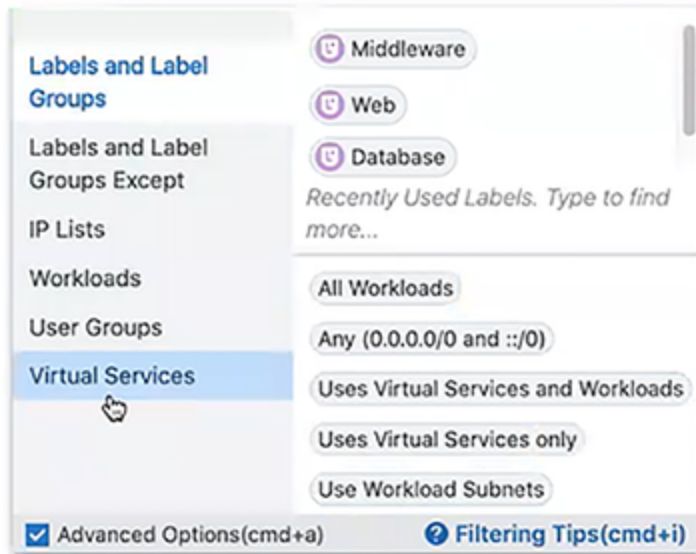 Labels and Label
Groups
Labels and Label
Groups Except
IP Lists
Workloads
User Groups
Virtual Services
Middleware
Web
Database
Recently Used Labels. Type to find
more...
All Workloads
Any (0.0.0.0/0 and ::/0)
Uses Virtual Services and Workloads
Uses Virtual Services only
Use Workload Subnets
Advanced Options(cmd+a)
Filtering Tips(cmd+i)